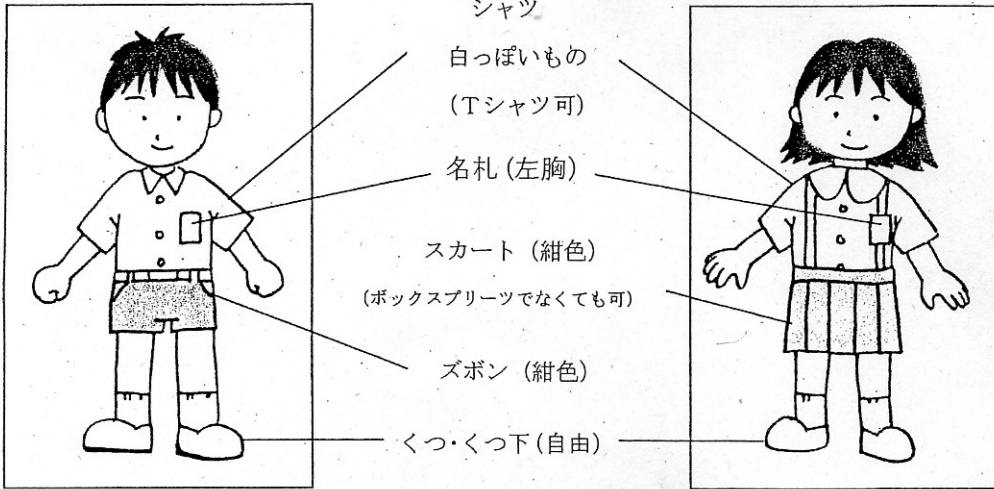 シャツ
白っぽいもの
(Tシャツ可)
名札(左胸)
スカート(紺色)
(ボックスプリーツでなくても可)
ズボン(紺色)
くつ・くつ下(自由)